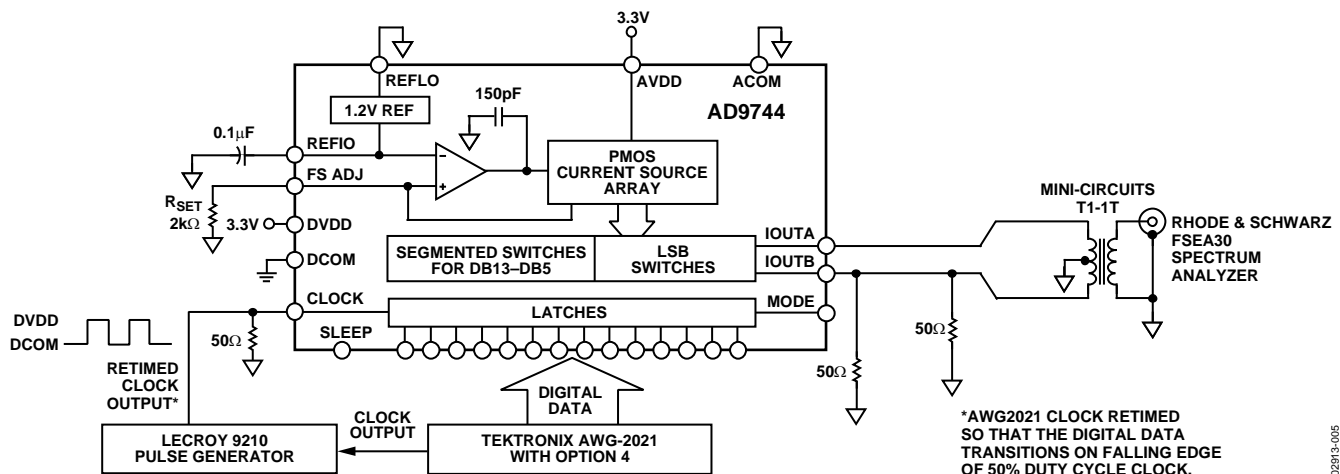 3.3V
REFLO
AVDD
ACOM
1.2V REF
150pF
AD9744
0.1μF
REFIO
–
+
PMOS
CURRENT SOURCE
ARRAY
FS ADJ
RSET
2kΩ
3.3V
DVDD
MINI-CIRCUITS
T1-1T
RHODE & SCHWARZ
FSEA30
SPECTRUM
ANALYZER
SEGMENTED SWITCHES
FOR DB13–DB5
LSB
SWITCHES
IOUTA
IOUTB
DCOM
CLOCK
LATCHES
MODE
DVDD
DCOM
50Ω
SLEEP
50Ω
50Ω
RETIMED
CLOCK
OUTPUT*
DIGITAL
DATA
CLOCK
OUTPUT
LECROY 9210
PULSE GENERATOR
TEKTRONIX AWG-2021
WITH OPTION 4
*AWG2021 CLOCK RETIMED
SO THAT THE DIGITAL DATA
TRANSITIONS ON FALLING EDGE
OF 50% DUTY CYCLE CLOCK.
02913-005